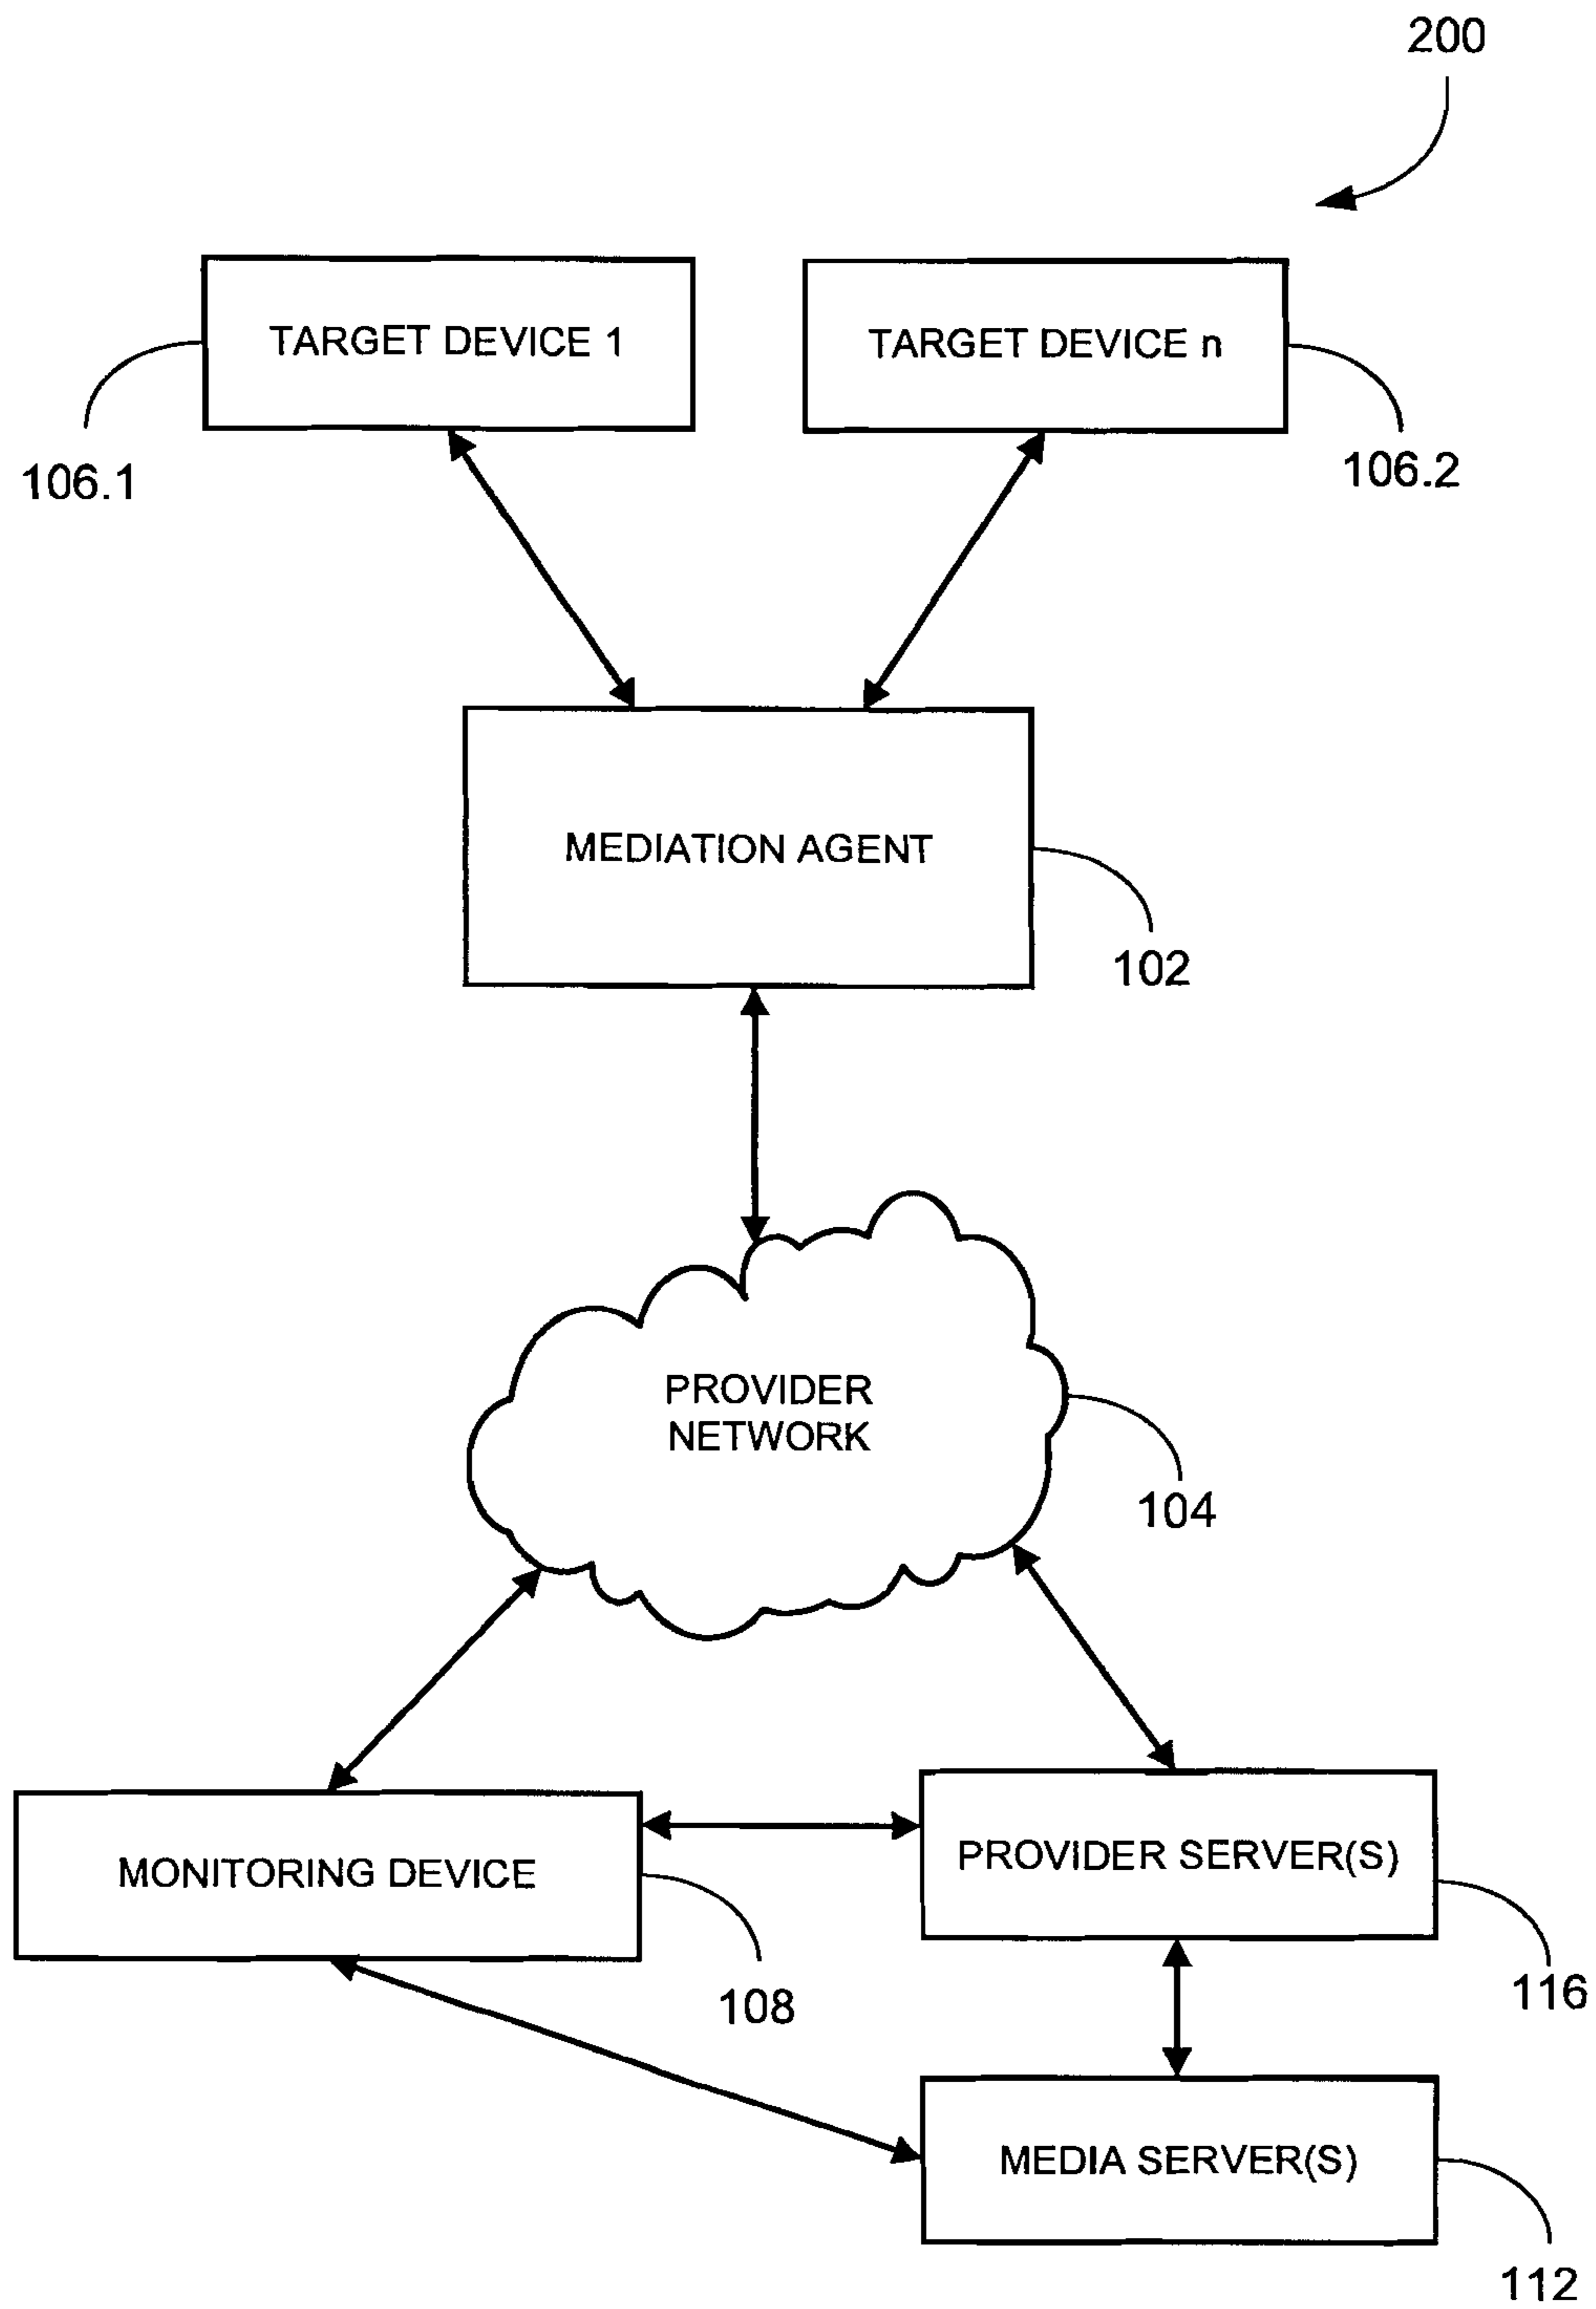 200
TARGET DEVICE 1
TARGET DEVICE n
106.1
106.2
MEDIATION AGENT
102
PROVIDER
NETWORK
104
MONITORING DEVICE
PROVIDER SERVER(S)
108
116
MEDIA SERVER(S)
112